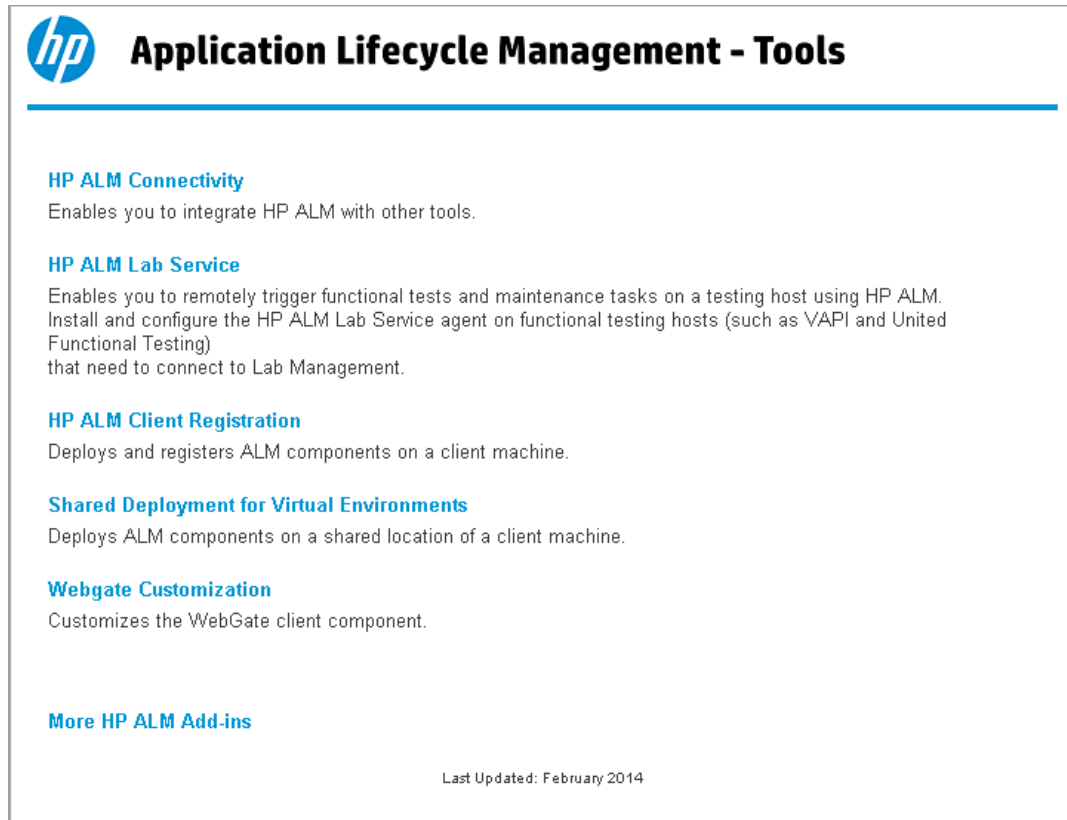 hp
Application Lifecycle Management - Tools
HP ALM Connectivity
Enables you to integrate HP ALM with other tools.
HP ALM Lab Service
Enables you to remotely trigger functional tests and maintenance tasks on a testing host using HP ALM.
Install and configure the HP ALM Lab Service agent on functional testing hosts (such as VAPI and United
Functional Testing)
that need to connect to Lab Management.
HP ALM Client Registration
Deploys and registers ALM components on a client machine.
Shared Deployment for Virtual Environments
Deploys ALM components on a shared location of a client machine.
Webgate Customization
Customizes the WebGate client component.
More HP ALM Add-ins
Last Updated: February 2014